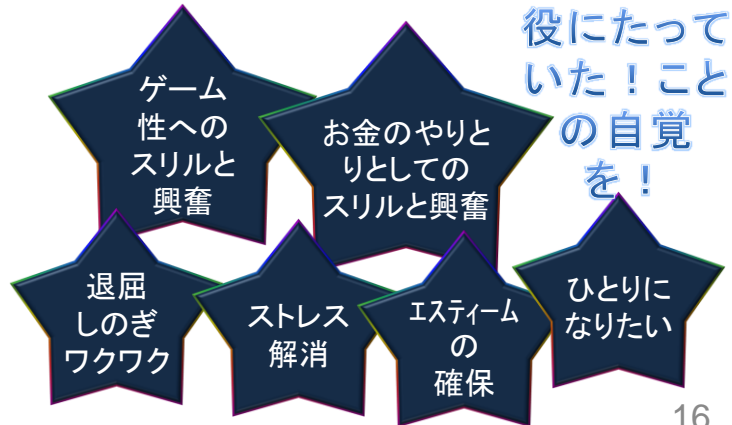 役にたって
いた！こと
の自覚
を！
ゲーム
性への
スリルと
興奮
お金のやりと
りとしての
スリルと興奮
退屈
しのぎ
ワクワク
ストレス
解消
エスティーム
の
確保
ひとりに
なりたい
16